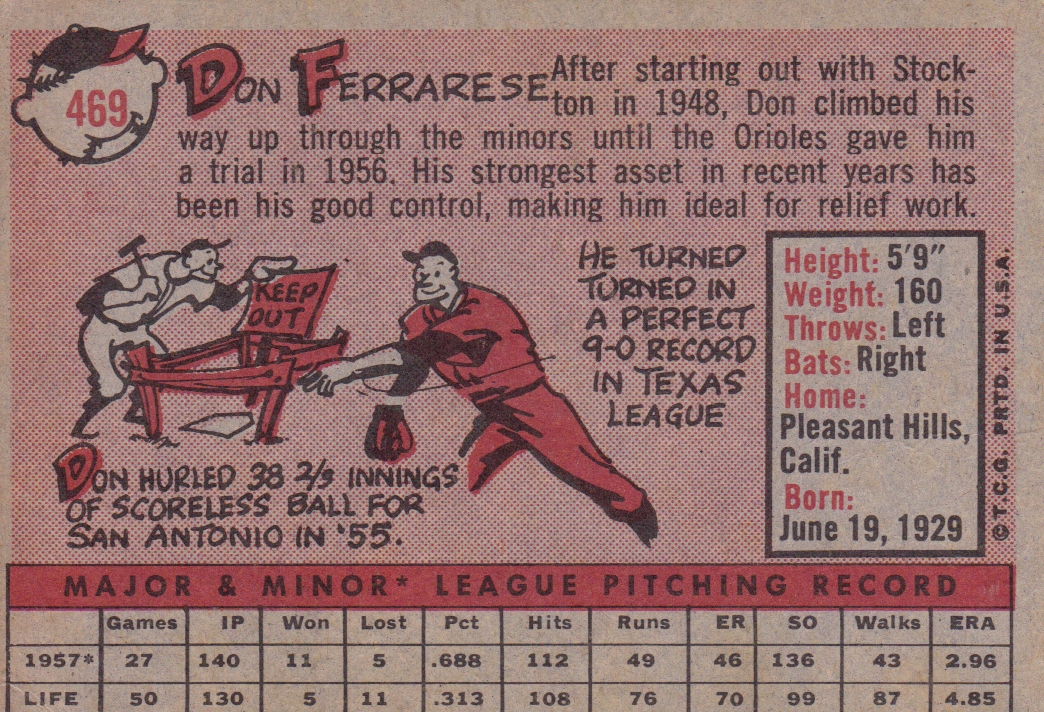 469
DON FERRARESE After starting out with Stock-
ton in 1948, Don climbed his
way up through the minors until the Orioles gave him
a trial in 1956. His strongest asset in recent years has
been his good control, making him ideal for relief work.
KEEP
OUT
HE TURNED
TURNED IN
A PERFECT
9-0 RECORD
IN TEXAS
LEAGUE
DON HURLED 38 2/3 INNINGS
OF SCORELESS BALL FOR
SAN ANTONIO IN '55.
Height: 5'9"
Weight: 160
Throws: Left
Bats: Right
Home:
Pleasant Hills,
Calif.
Born:
June 19, 1929
© T.C.G. PRTD. IN U.S.A.
MAJOR & MINOR* LEAGUE PITCHING RECORD
Games IP Won Lost Pct Hits Runs ER SO Walks ERA
1957* 27 140 11 5 .688 112 49 46 136 43 2.96
LIFE 50 130 5 11 .313 108 76 70 99 87 4.85